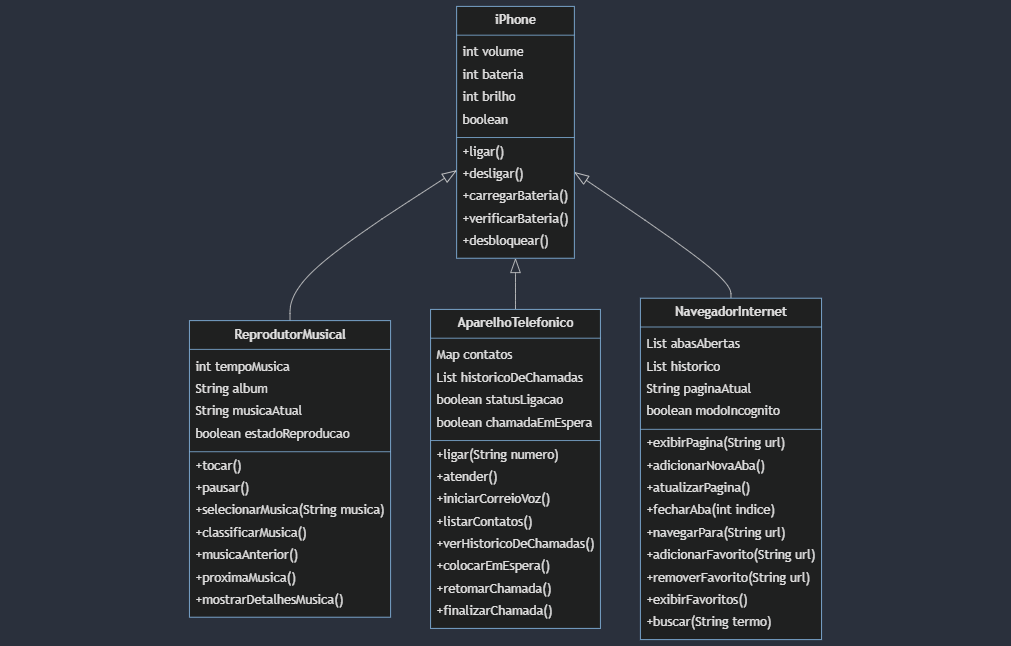 iPhone
int volume
int bateria
int brilho
boolean
+ligar()
+desligar()
+carregarBateria()
+verificarBateria()
+desbloquear()
ReprodutorMusical
int tempoMusica
String album
String musicaAtual
boolean estadoReproducao
+tocar()
+pausar()
+selecionarMusica(String musica)
+classificarMusica()
+musicaAnterior()
+proximaMusica()
+mostrarDetalhesMusica()
AparelhoTelefonico
Map contatos
List historicoDeChamadas
boolean statusLigacao
boolean chamadaEmEspera
+ligar(String numero)
+atender()
+iniciarCorreioVoz()
+listarContatos()
+verHistoricoDeChamadas()
+colocarEmEspera()
+retomarChamada()
+finalizarChamada()
NavegadorInternet
List abasAbertas
List historico
String paginaAtual
boolean modoIncognito
+exibirPagina(String url)
+adicionarNovaAba()
+atualizarPagina()
+fecharAba(int indice)
+navegarPara(String url)
+adicionarFavorito(String url)
+removerFavorito(String url)
+exibirFavoritos()
+buscar(String termo)